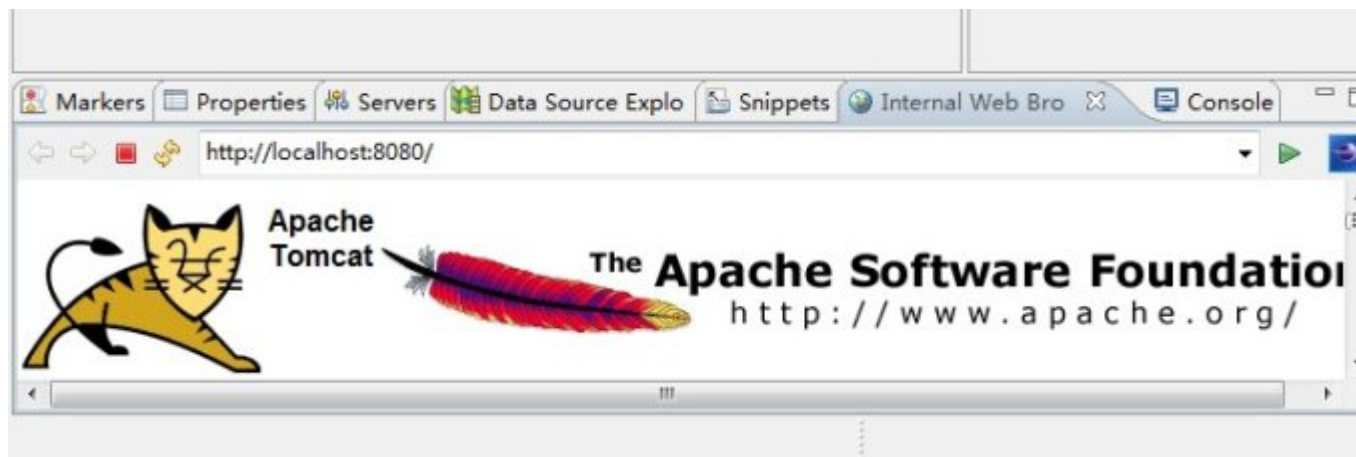 Markers Properties Servers Data Source Explo Snippets Internal Web Bro Console
http://localhost:8080/
Apache
Tomcat
The Apache Software Foundation
http://www.apache.org/